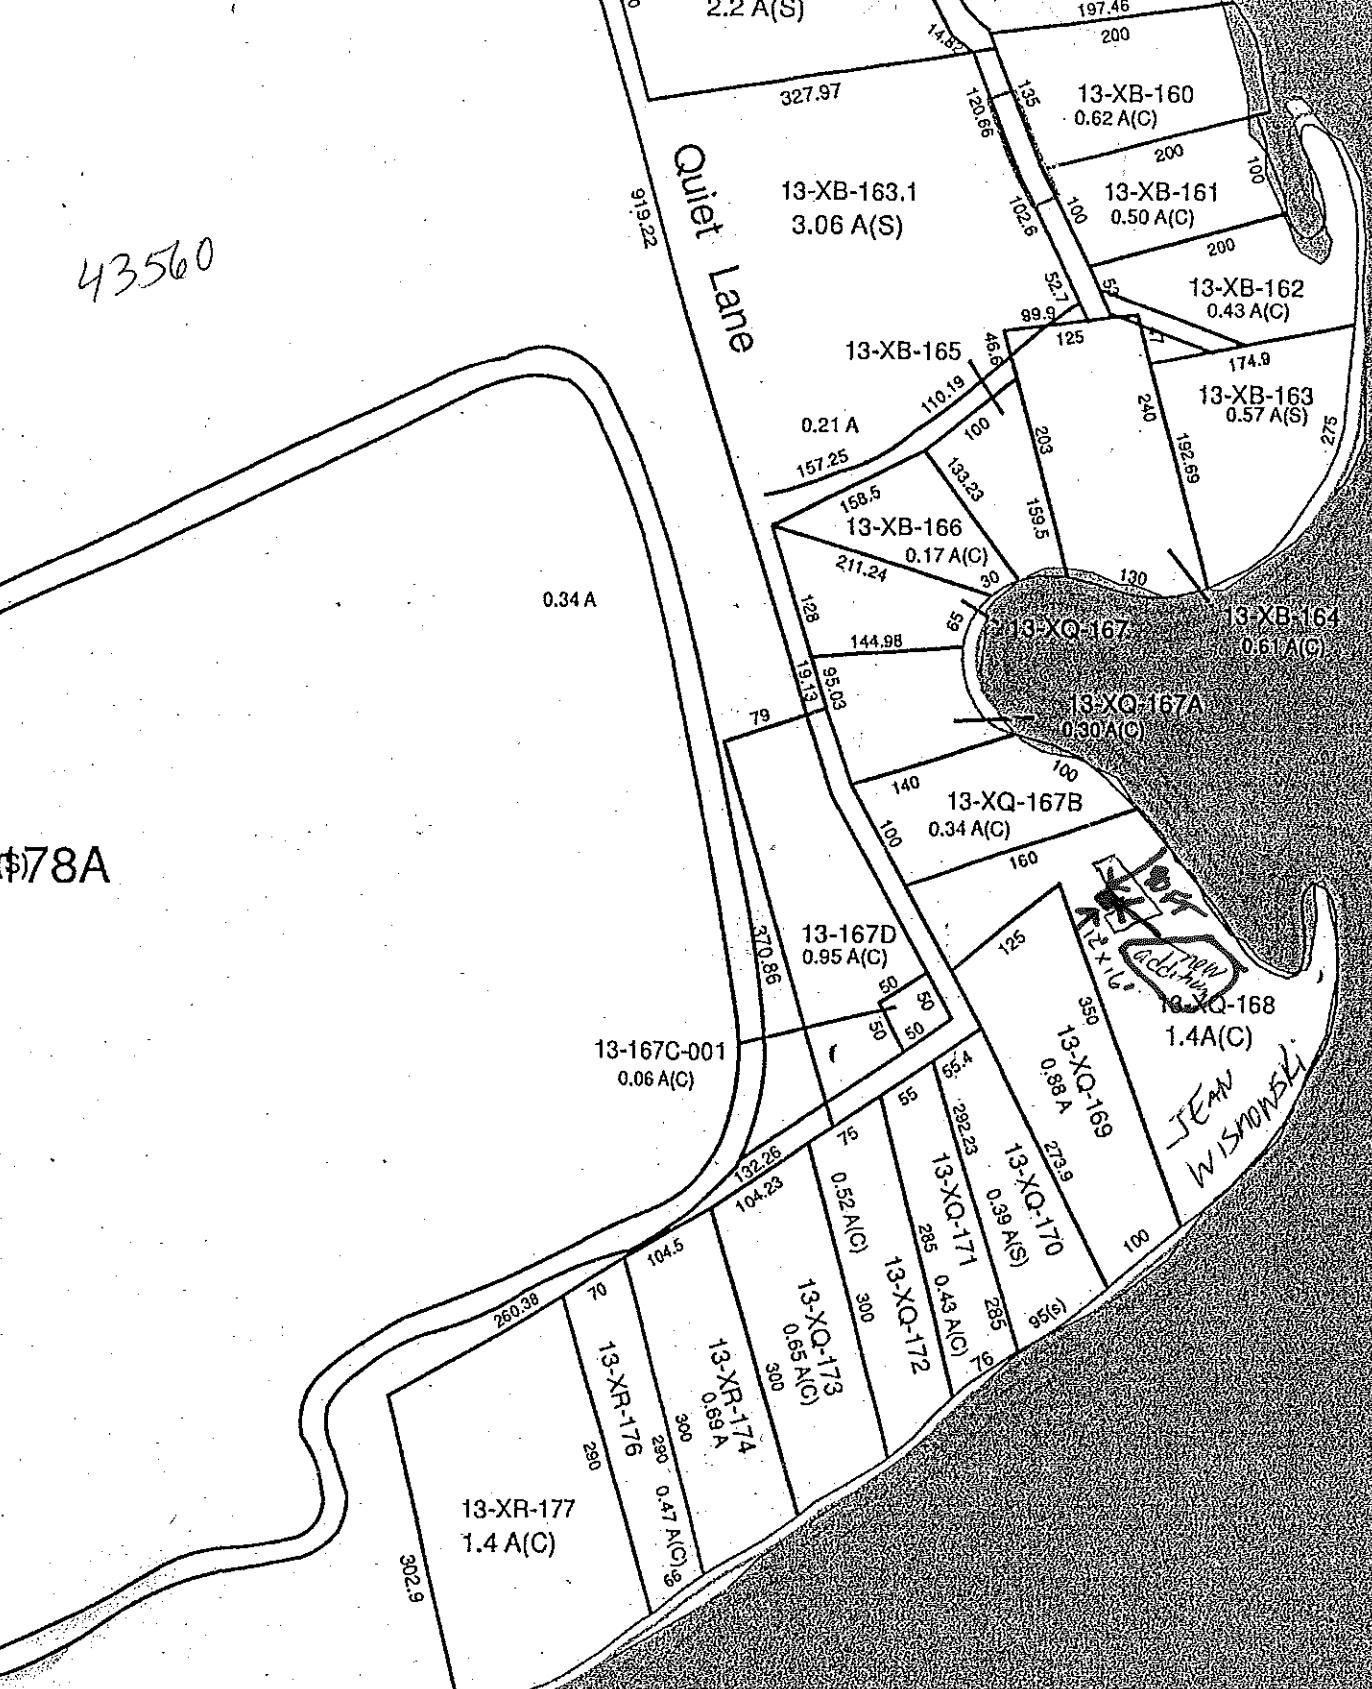 2.2 A(S)
197.46
200
14.82
327.97
135
120.66
13-XB-160
0.62 A(C)
200
100
Quiet Lane
919.22
13-XB-163.1
3.06 A(S)
102.6
100
13-XB-161
0.50 A(C)
200
43560
52.7
53
13-XB-162
0.43 A(C)
99.9
125
47
174.9
46.6
13-XB-165
110.19
100
240
192.69
13-XB-163
0.57 A(S)
275
0.21 A
203
157.25
133.23
158.5
159.5
13-XB-166
0.17 A(C)
211.24
30
130
0.34 A
128
65
13-XQ-167
13-XB-164
0.61 A(C)
144.98
19.13
95.03
79
13-XQ-167A
0.30 A(C)
140
100
13-XQ-167B
0.34 A(C)
100
160
178A
80 FT
12 x 16'
new
addition
125
370.86
13-167D
0.95 A(C)
50
50
50
50
350
13-XQ-168
1.4A(C)
13-167C-001
0.06 A(C)
13-XQ-169
0.88 A
JEAN
WISNOWSKI
55.4
55
292.23
273.9
75
132.26
104.23
0.52 A(C)
13-XQ-171
13-XQ-170
0.39 A(S)
285
0.43 A(C)
285
100
104.5
95(s)
76
13-XQ-172
300
13-XQ-173
0.65 A(C)
300
70
260.38
13-XR-174
0.69 A
300
13-XR-176
290
290
0.47 A(C)
66
13-XR-177
1.4 A(C)
302.9